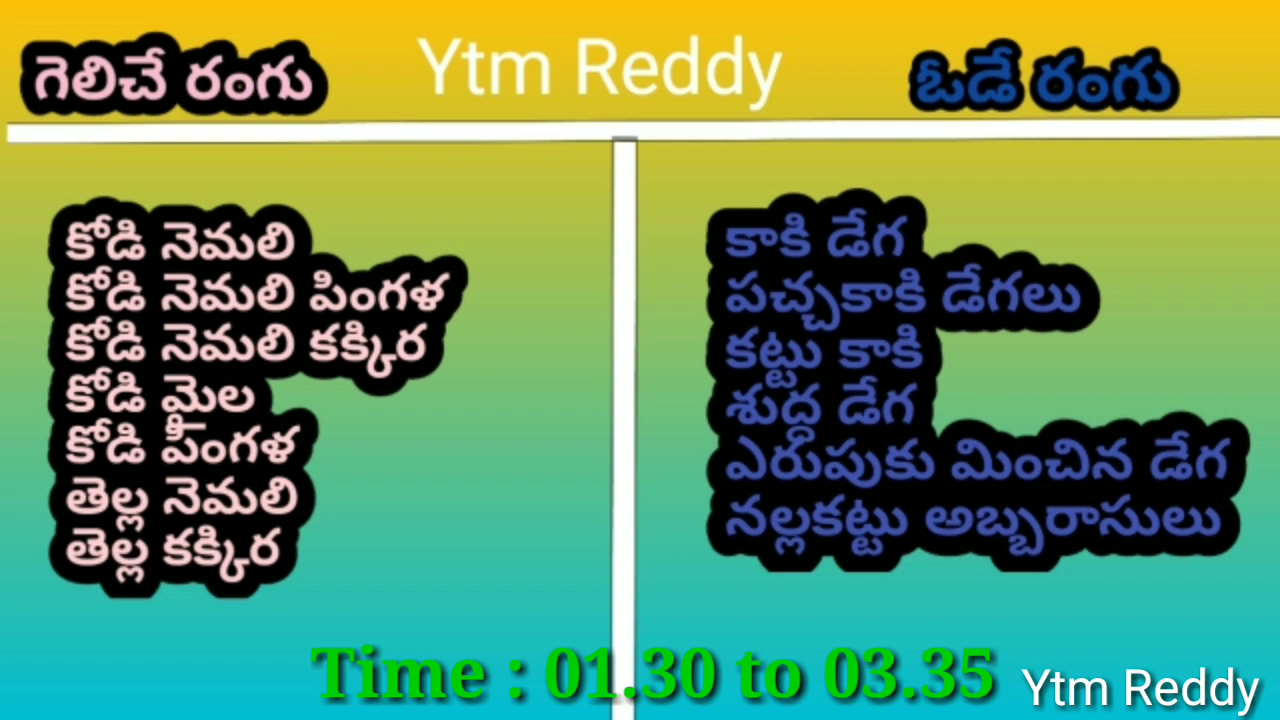 గెలిచే రంగు
Ytm Reddy
ఓడే రంగు
కోడి నెమలి
కోడి నెమలి పింగళ
కోడి నెమలి కక్కిర
కోడి మైల
కోడి పింగళ
తెల్ల నెమలి
తెల్ల కక్కిర
కాకి డేగ
పచ్చకాకి డేగలు
కట్టు కాకి
శుద్ధ డేగ
ఎరుపుకు మించిన డేగ
నల్లకట్టు అబ్బరాసులు
Time : 01.30 to 03.35
Ytm Reddy